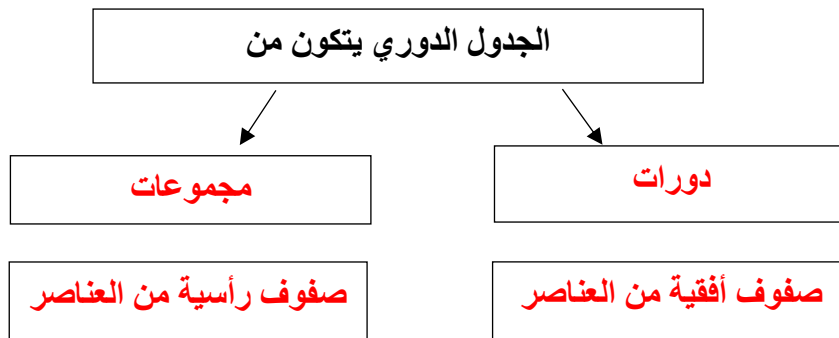 الجدول الدوري يتكون من
دورات
مجموعات
صفوف أفقية من العناصر
صفوف رأسية من العناصر